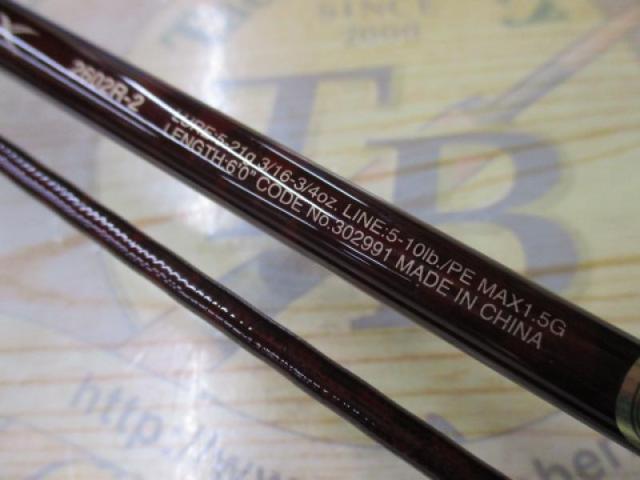 SINCE
2000
2602R-2
LURE:5-21g.3/16-3/4oz. LINE:5-10lb./PE MAX1.5G
LENGTH:6'0" CODE No.302991 MADE IN CHINA
TB
http://www